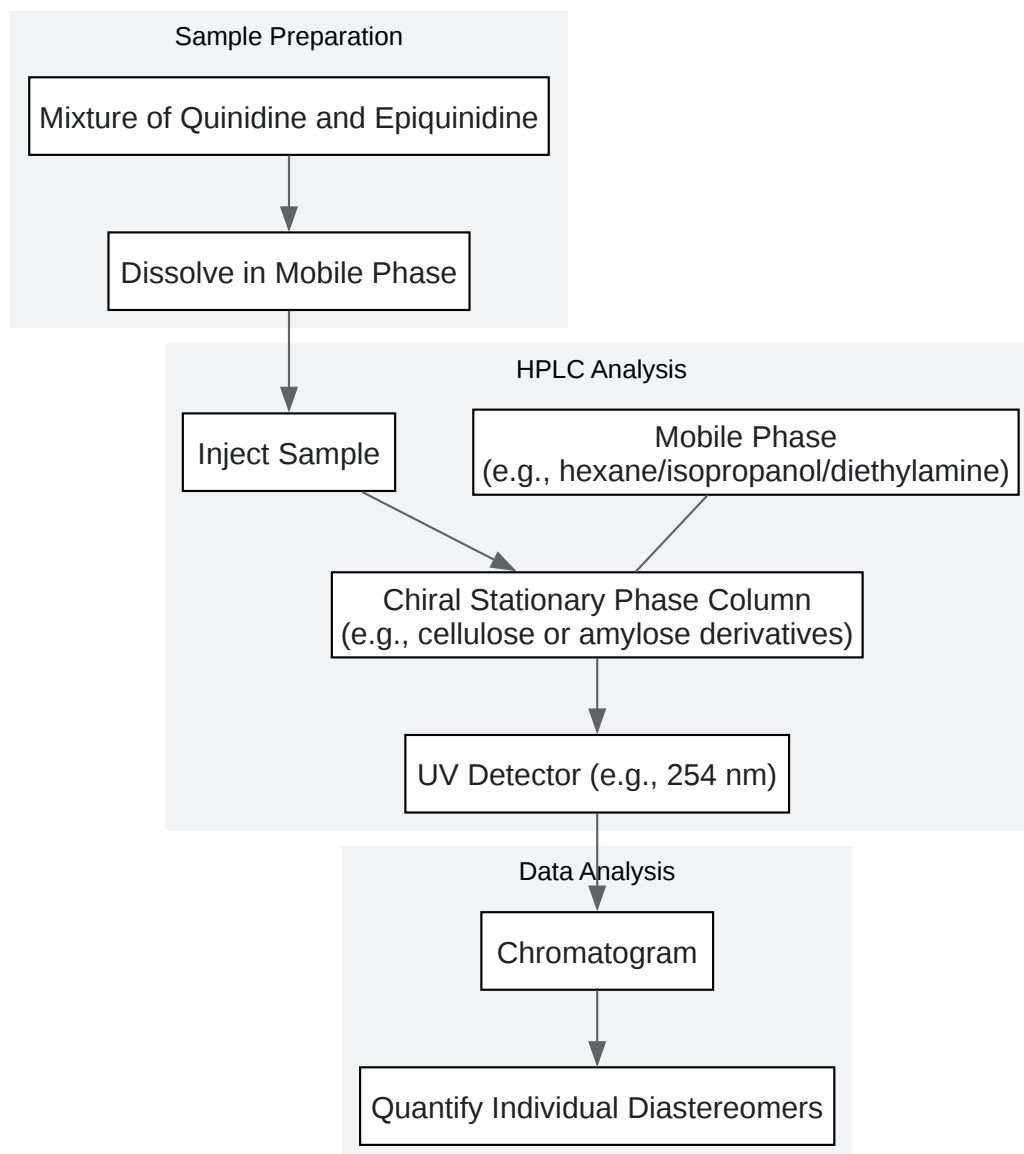 Sample Preparation
Mixture of Quinidine and Epiquinidine
Dissolve in Mobile Phase
HPLC Analysis
Inject Sample
Mobile Phase
(e.g., hexane/isopropanol/diethylamine)
Chiral Stationary Phase Column
(e.g., cellulose or amylose derivatives)
UV Detector (e.g., 254 nm)
Data Analysis
Chromatogram
Quantify Individual Diastereomers